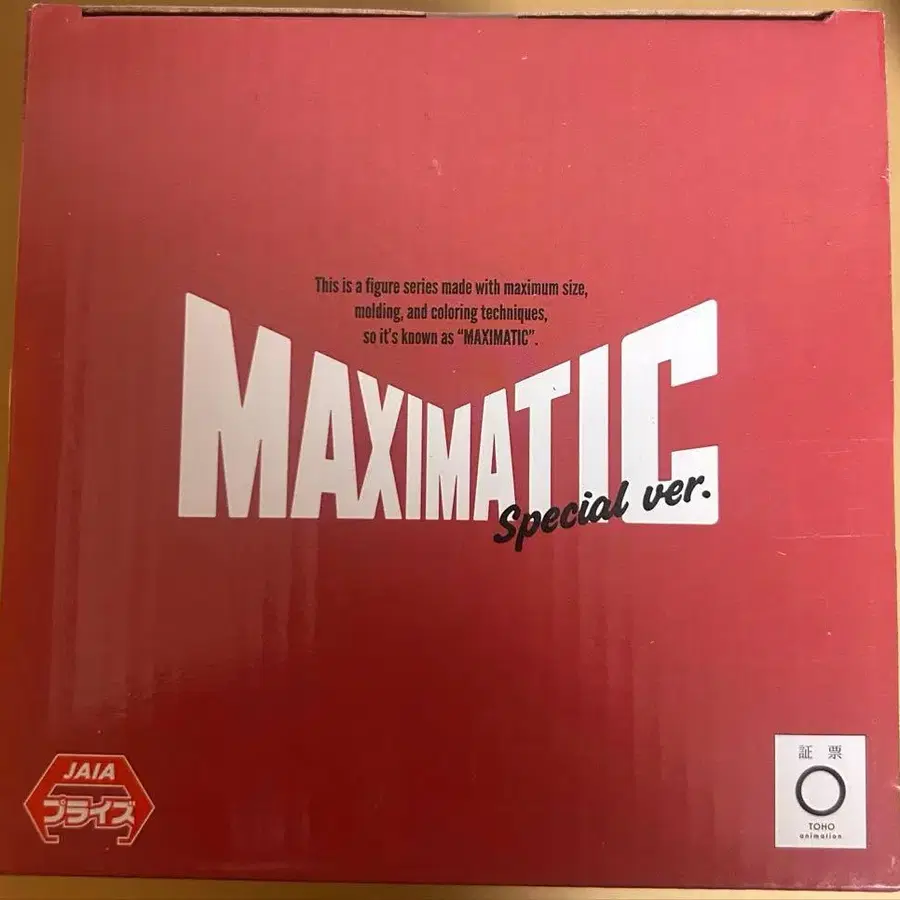 This is a figure series made with maximum size,
molding, and coloring techniques,
so it's known as "MAXIMATIC".
MAXIMATIC
Special ver.
JAIA
プライズ
証 票
TOHO
animation